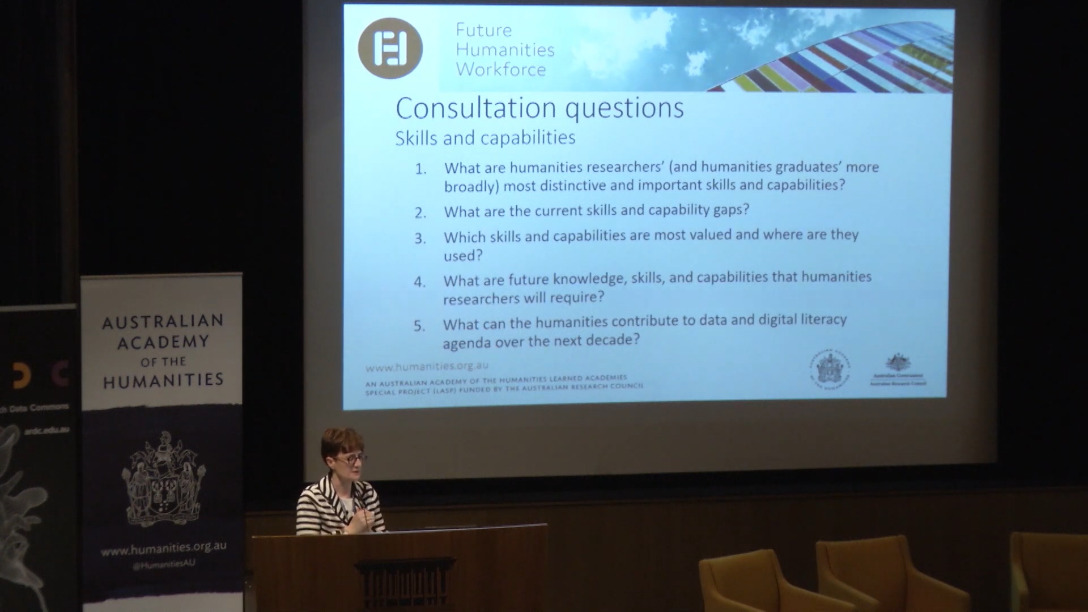 Future
Humanities
Workforce
Consultation questions
Skills and capabilities
1. What are humanities researchers' (and humanities graduates' more
broadly) most distinctive and important skills and capabilities?
2. What are the current skills and capability gaps?
3. Which skills and capabilities are most valued and where are they
used?
4. What are future knowledge, skills, and capabilities that humanities
researchers will require?
5. What can the humanities contribute to data and digital literacy
agenda over the next decade?
www.humanities.org.au
AN AUSTRALIAN ACADEMY OF THE HUMANITIES LEARNED ACADEMIES
SPECIAL PROJECT (LASP) FUNDED BY THE AUSTRALIAN RESEARCH COUNCIL
Australian Government
Australian Research Council
AUSTRALIAN
ACADEMY
OF THE
HUMANITIES
www.humanities.org.au
@HumanitiesAU
D C
Data Commons
ardc.edu.au